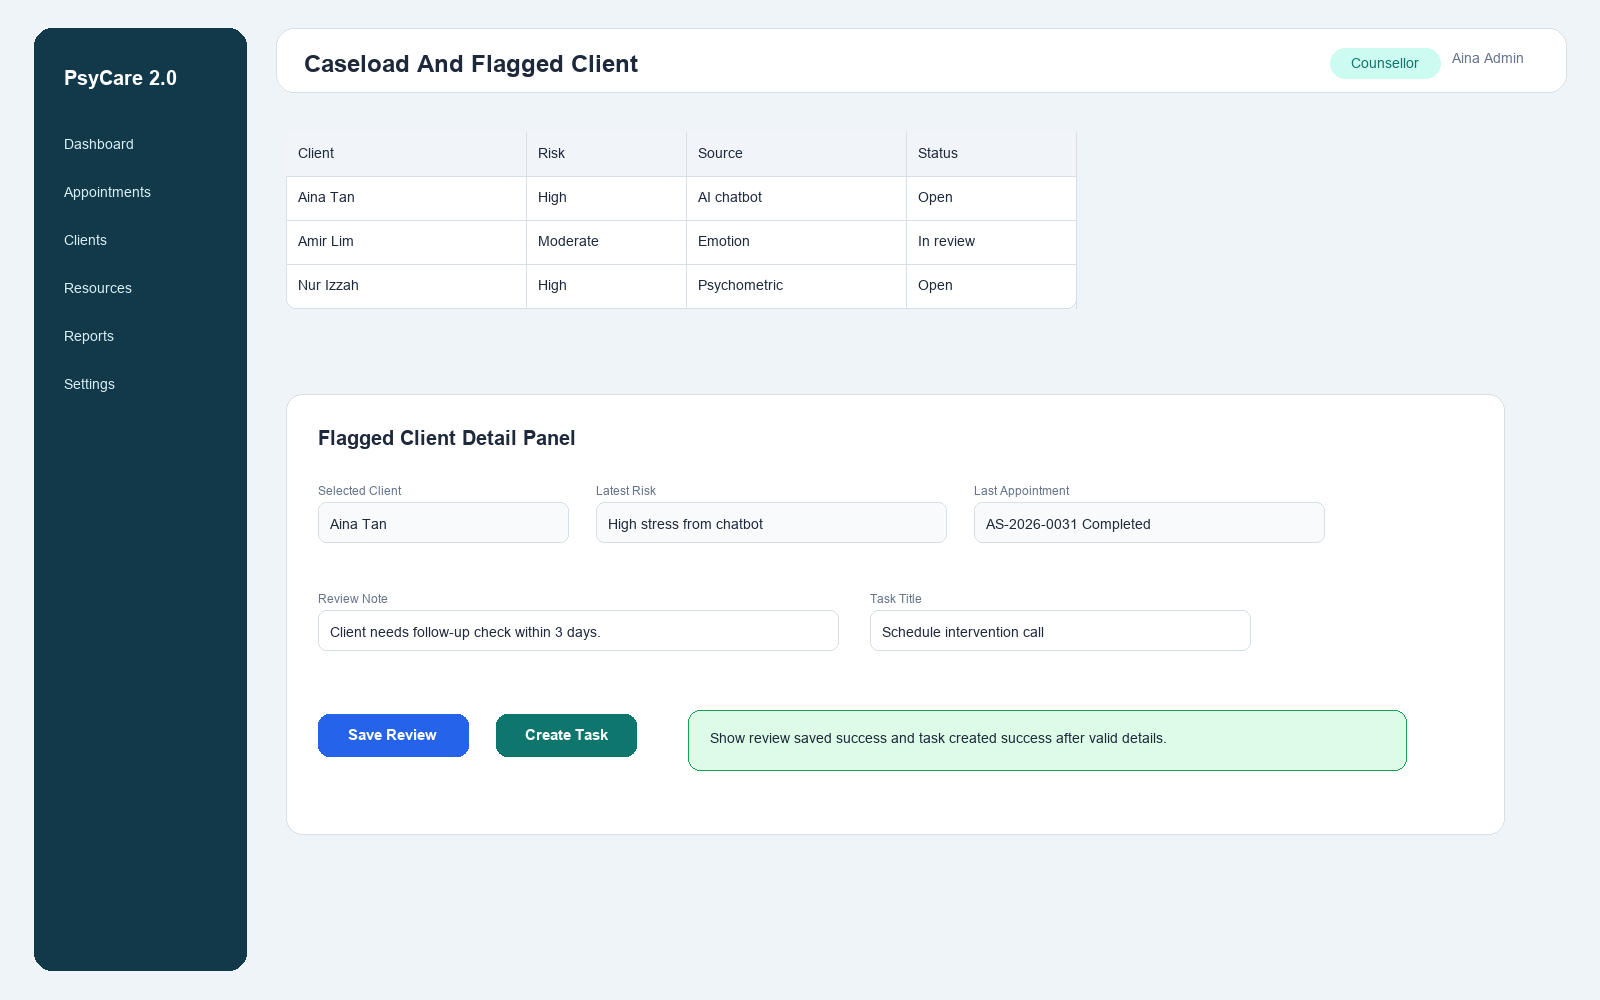 PsyCare 2.0
Dashboard
Appointments
Clients
Resources
Reports
Settings
Caseload And Flagged Client
Counsellor
Aina Admin
Client Risk Source Status
Aina Tan High AI chatbot Open
Amir Lim Moderate Emotion In review
Nur Izzah High Psychometric Open
Flagged Client Detail Panel
Selected Client Latest Risk Last Appointment
Aina Tan High stress from chatbot AS-2026-0031 Completed
Review Note Task Title
Client needs follow-up check within 3 days. Schedule intervention call
Save Review Create Task Show review saved success and task created success after valid details.